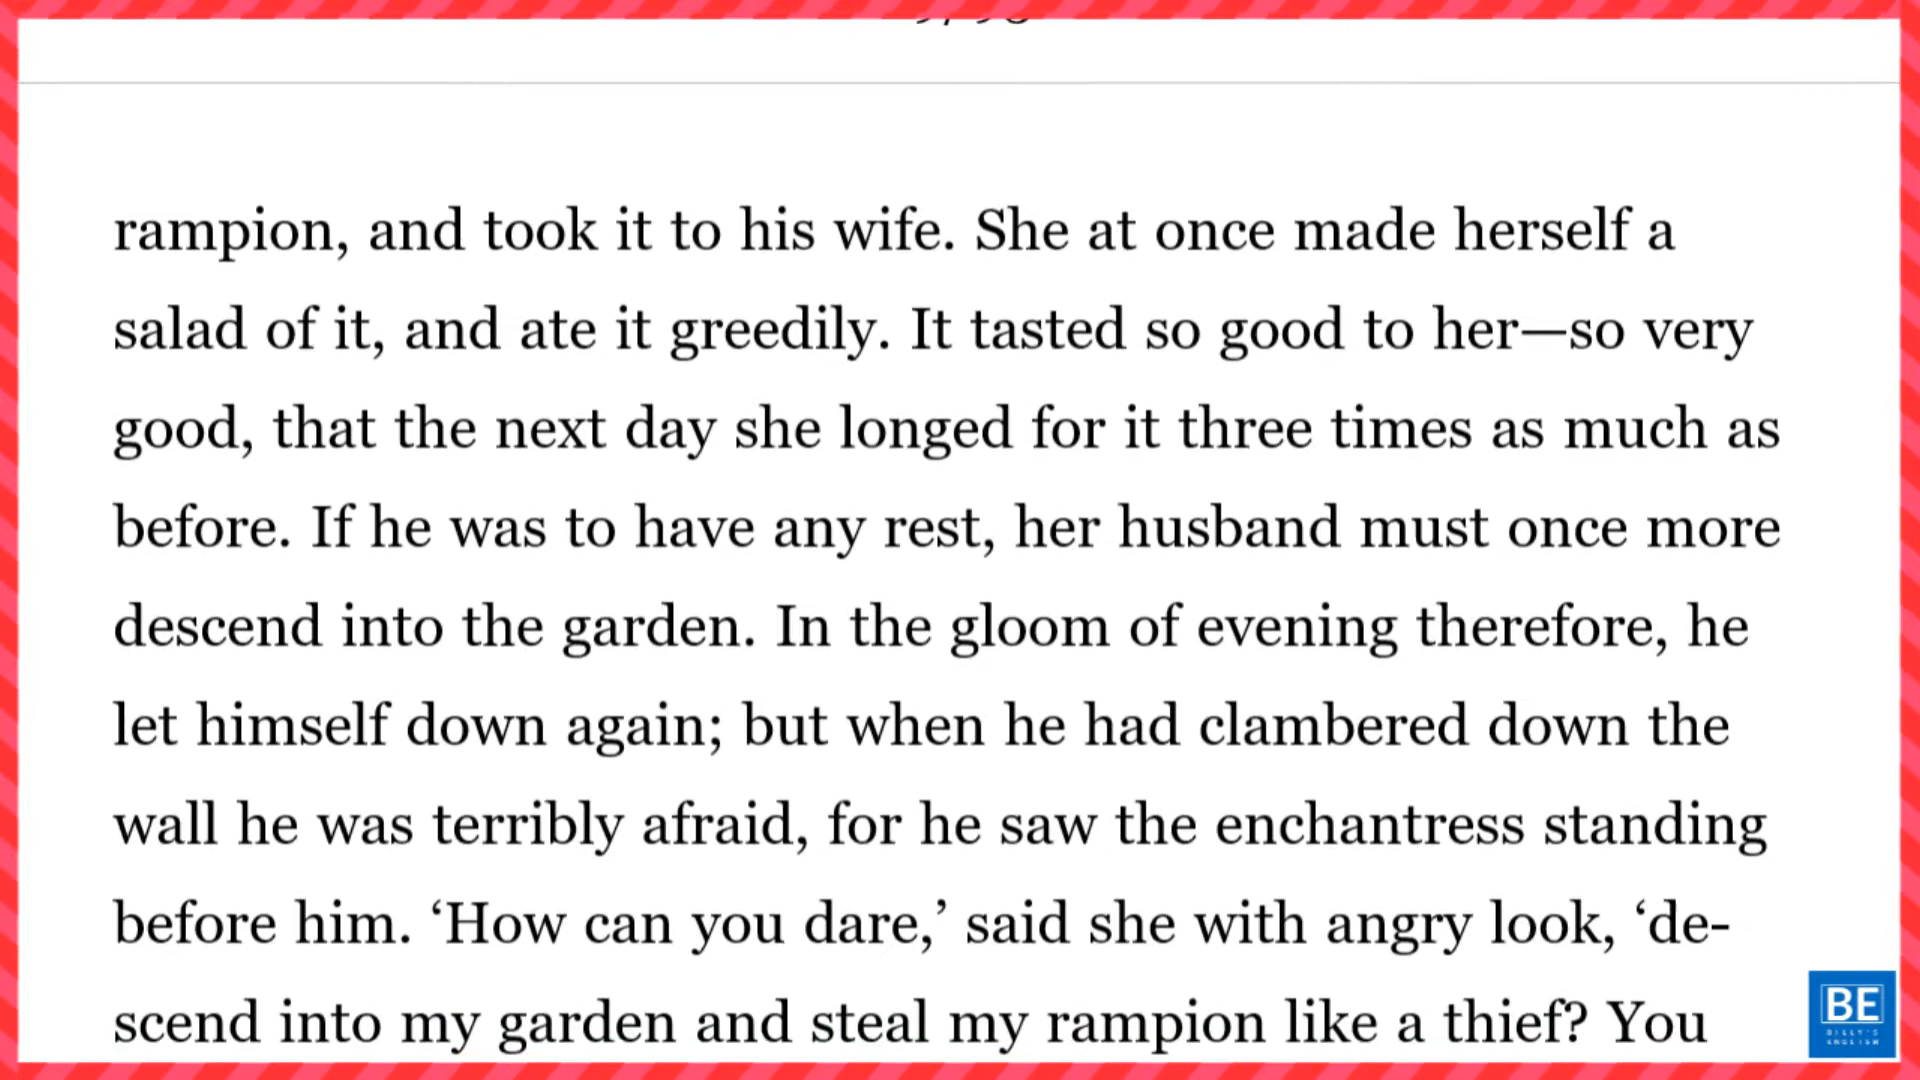 rampion, and took it to his wife. She at once made herself a
salad of it, and ate it greedily. It tasted so good to her—so very
good, that the next day she longed for it three times as much as
before. If he was to have any rest, her husband must once more
descend into the garden. In the gloom of evening therefore, he
let himself down again; but when he had clambered down the
wall he was terribly afraid, for he saw the enchantress standing
before him. ‘How can you dare,’ said she with angry look, ‘de-
scend into my garden and steal my rampion like a thief? You
BE
BILLY'S
ENGLISH